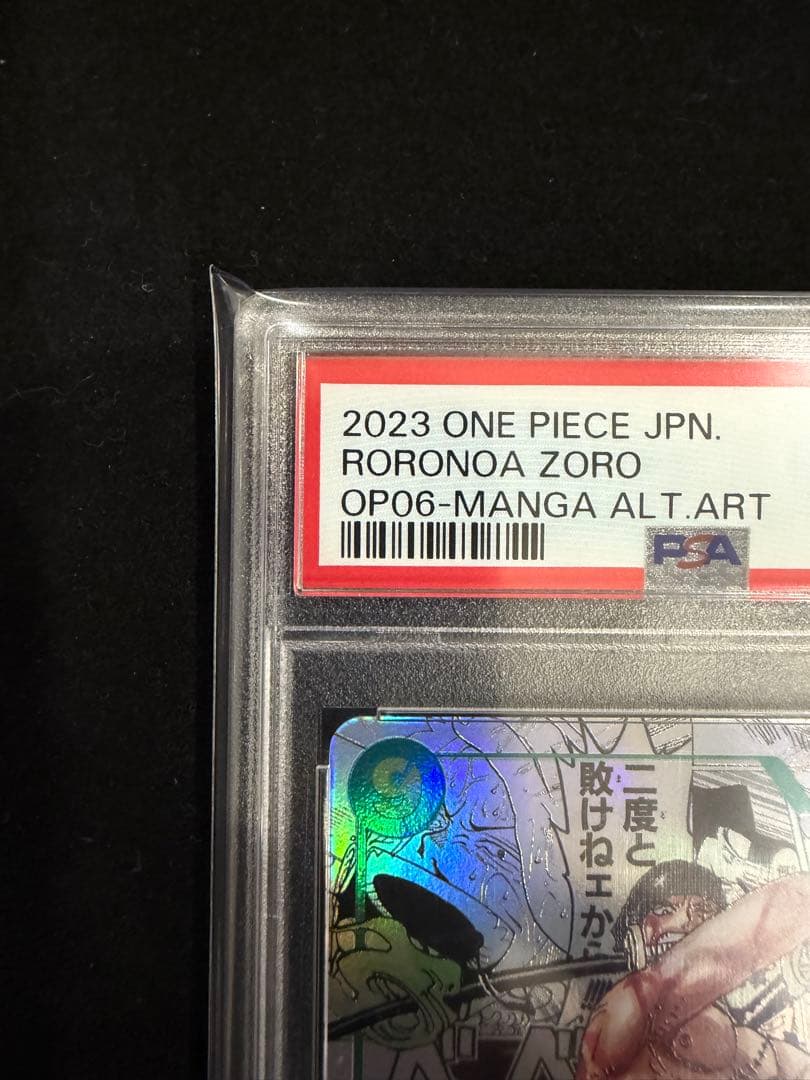 2023 ONE PIECE JPN.
RORONOA ZORO
OP06-MANGA ALT.ART
PSA
二度と
敗けねェから!!!!